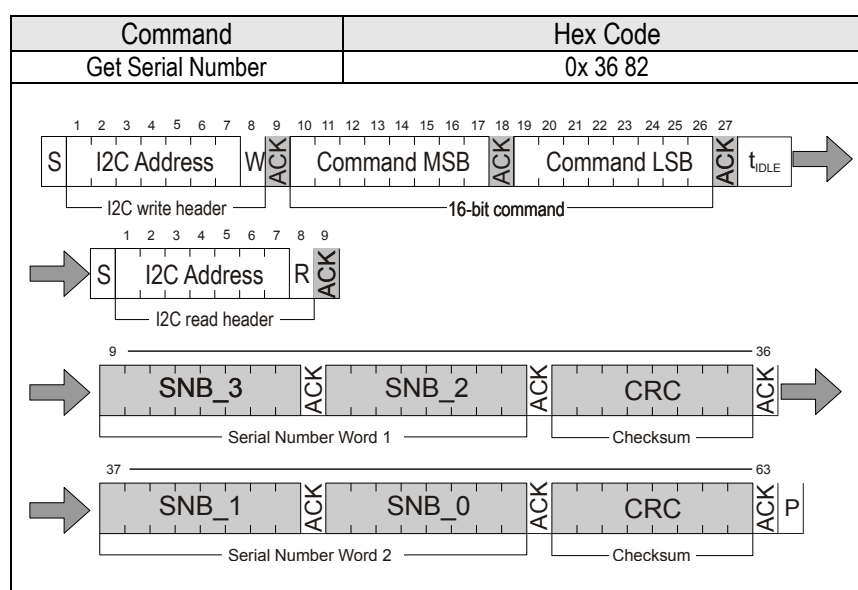 Command Hex Code
Get Serial Number 0x 36 82
1 2 3 4 5 6 7 8 9 10 11 12 13 14 15 16 17 18 19 20 21 22 23 24 25 26 27
S I2C Address W ACK Command MSB ACK Command LSB ACK tIDLE
I2C write header 16-bit command
1 2 3 4 5 6 7 8 9
S I2C Address R ACK
I2C read header
9 36
SNB_3 ACK SNB_2 ACK CRC ACK
Serial Number Word 1 Checksum
37 63
SNB_1 ACK SNB_0 ACK CRC ACK P
Serial Number Word 2 Checksum